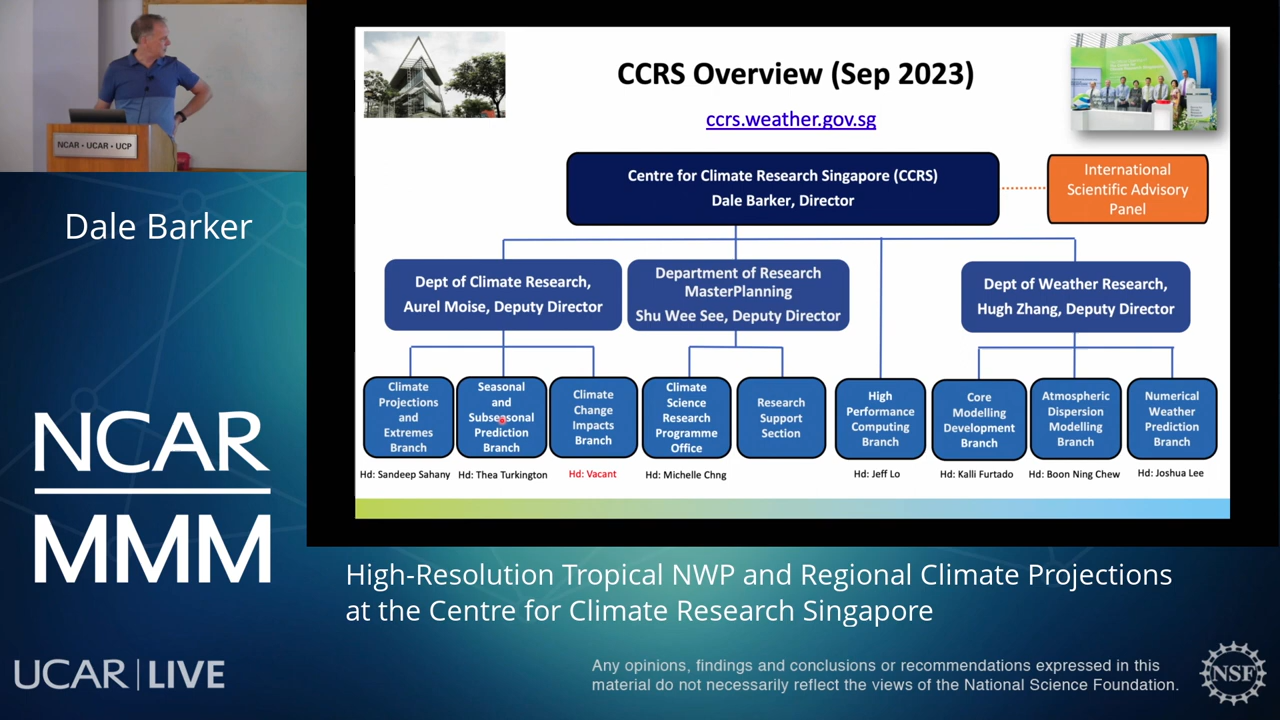 NCAR • UCAR • UCP
Dale Barker
NCAR
MMM
UCAR | LIVE
CCRS Overview (Sep 2023)
ccrs.weather.gov.sg
Centre for Climate Research Singapore (CCRS)
Dale Barker, Director
International
Scientific Advisory
Panel
Dept of Climate Research,
Aurel Moise, Deputy Director
Department of Research
MasterPlanning
Shu Wee See, Deputy Director
Dept of Weather Research,
Hugh Zhang, Deputy Director
Climate
Projections
and
Extremes
Branch
Hd: Sandeep Sahany
Seasonal
and
Subseasonal
Prediction
Branch
Hd: Thea Turkington
Climate
Change
Impacts
Branch
Hd: Vacant
Climate
Science
Research
Programme
Office
Hd: Michelle Chng
Research
Support
Section
High
Performance
Computing
Branch
Hd: Jeff Lo
Core
Modelling
Development
Branch
Hd: Kalli Furtado
Atmospheric
Dispersion
Modelling
Branch
Hd: Boon Ning Chew
Numerical
Weather
Prediction
Branch
Hd: Joshua Lee
High-Resolution Tropical NWP and Regional Climate Projections
at the Centre for Climate Research Singapore
Any opinions, findings and conclusions or recommendations expressed in this
material do not necessarily reflect the views of the National Science Foundation.
NSF